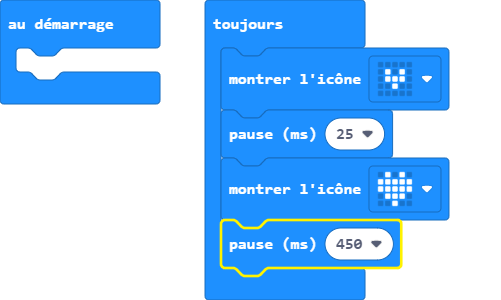 au démarrage
toujours
montrer l'icône
pause (ms) 25
montrer l'icône
pause (ms) 450